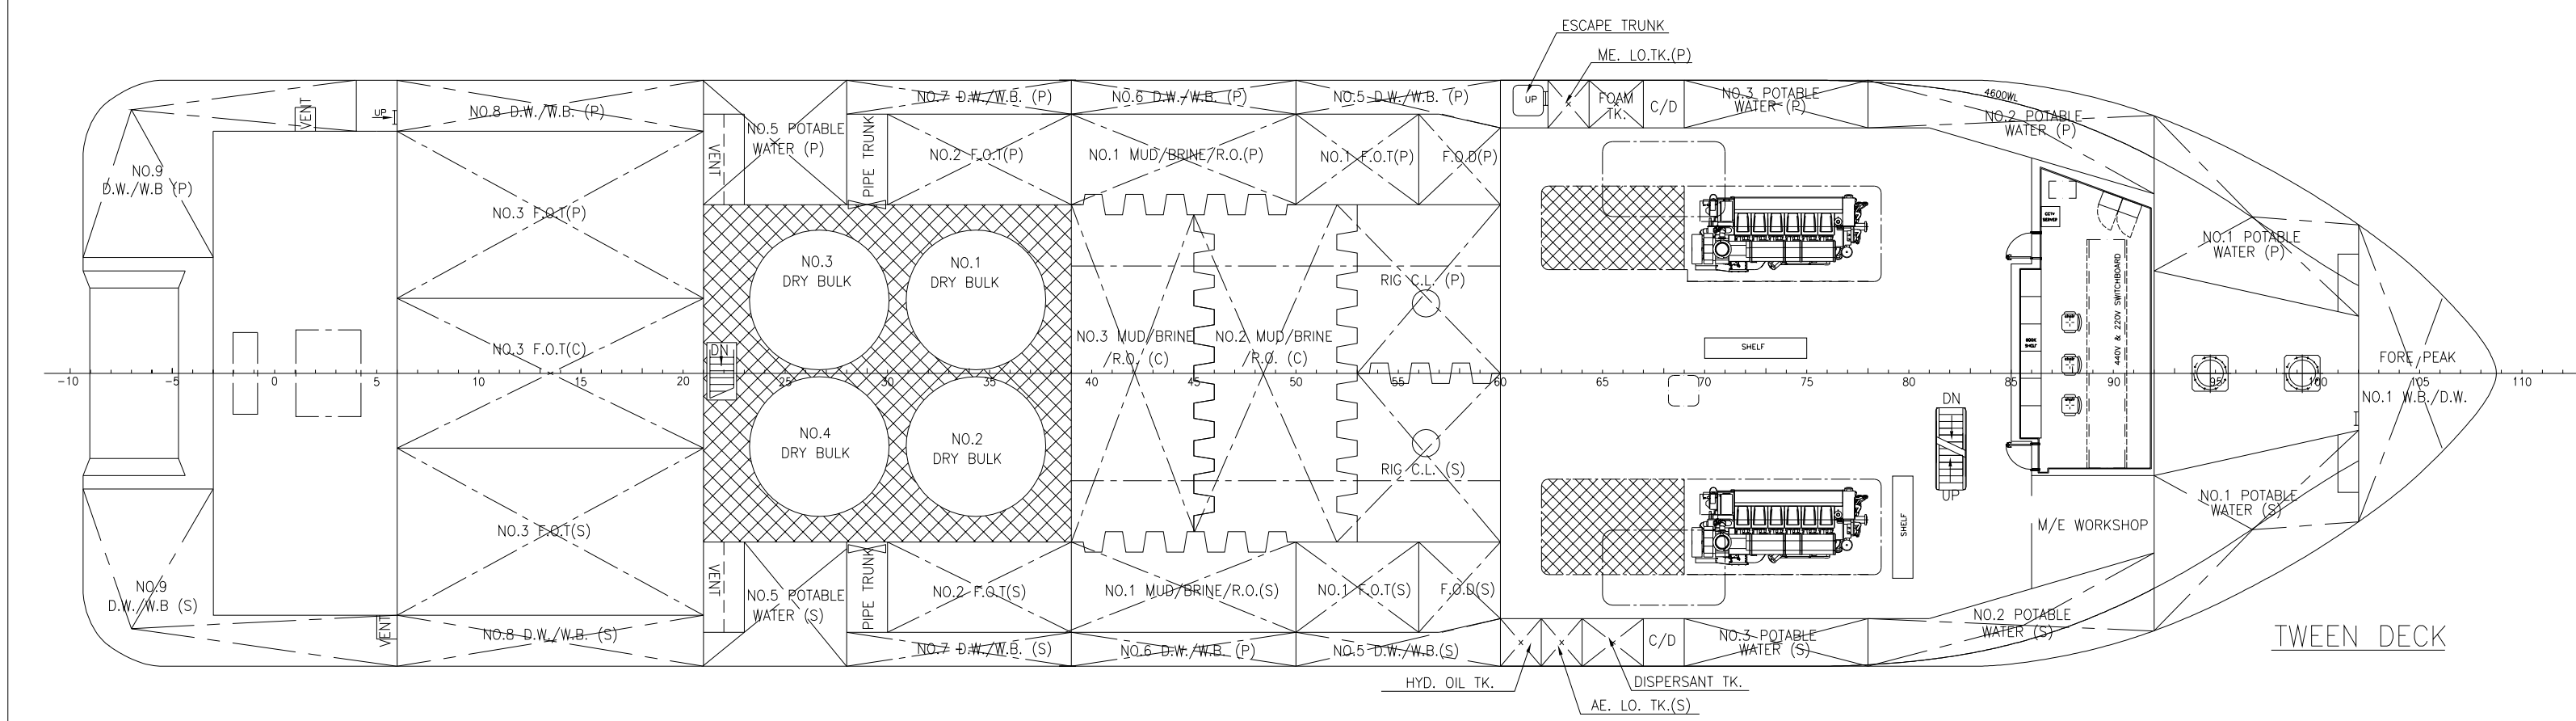 ESCAPE TRUNK
ME. LO.TK.(P)
UP
VENT
UP
NO.8 D.W./W.B. (P)
NO.7 D.W./W.B. (P)
NO.6 D.W./W.B. (P)
NO.5 D.W./W.B. (P)
FOAM
TK.
C/D
NO.3 POTABLE
WATER (P)
4600WL
NO.2 POTABLE
WATER (P)
NO.9
D.W./W.B (P)
NO.3 F.O.T(P)
VENT
NO.5 POTABLE
WATER (P)
PIPE TRUNK
NO.2 F.O.T(P)
NO.1 MUD/BRINE/R.O.(P)
NO.1 F.O.T(P)
F.O.D(P)
CCTV
SERVER
NO.1 POTABLE
WATER (P)
NO.3
DRY BULK
NO.1
DRY BULK
RIG C.L. (P)
440V & 220V SWITCHBOARD
NO.3 F.O.T(C)
DN
NO.3 MUD/BRINE
/R.O. (C)
NO.2 MUD/BRINE
/R.O. (C)
SHELF
BOOK
SHELF
FORE PEAK
NO.1 W.B./D.W.
-10 -5 0 5 10 15 20 25 30 35 40 45 50 55 60 65 70 75 80 85 90 95 100 105 110
NO.4
DRY BULK
NO.2
DRY BULK
RIG C.L. (S)
DN
UP
SHELF
M/E WORKSHOP
NO.1 POTABLE
WATER (S)
NO.9
D.W./W.B (S)
NO.3 F.O.T(S)
VENT
NO.5 POTABLE
WATER (S)
PIPE TRUNK
NO.2 F.O.T(S)
NO.1 MUD/BRINE/R.O.(S)
NO.1 F.O.T(S)
F.O.D(S)
VENT
NO.8 D.W./W.B. (S)
NO.7 D.W./W.B. (S)
NO.6 D.W./W.B. (P)
NO.5 D.W./W.B.(S)
C/D
NO.3 POTABLE
WATER (S)
NO.2 POTABLE
WATER (S)
TWEEN DECK
HYD. OIL TK.
DISPERSANT TK.
AE. LO. TK.(S)